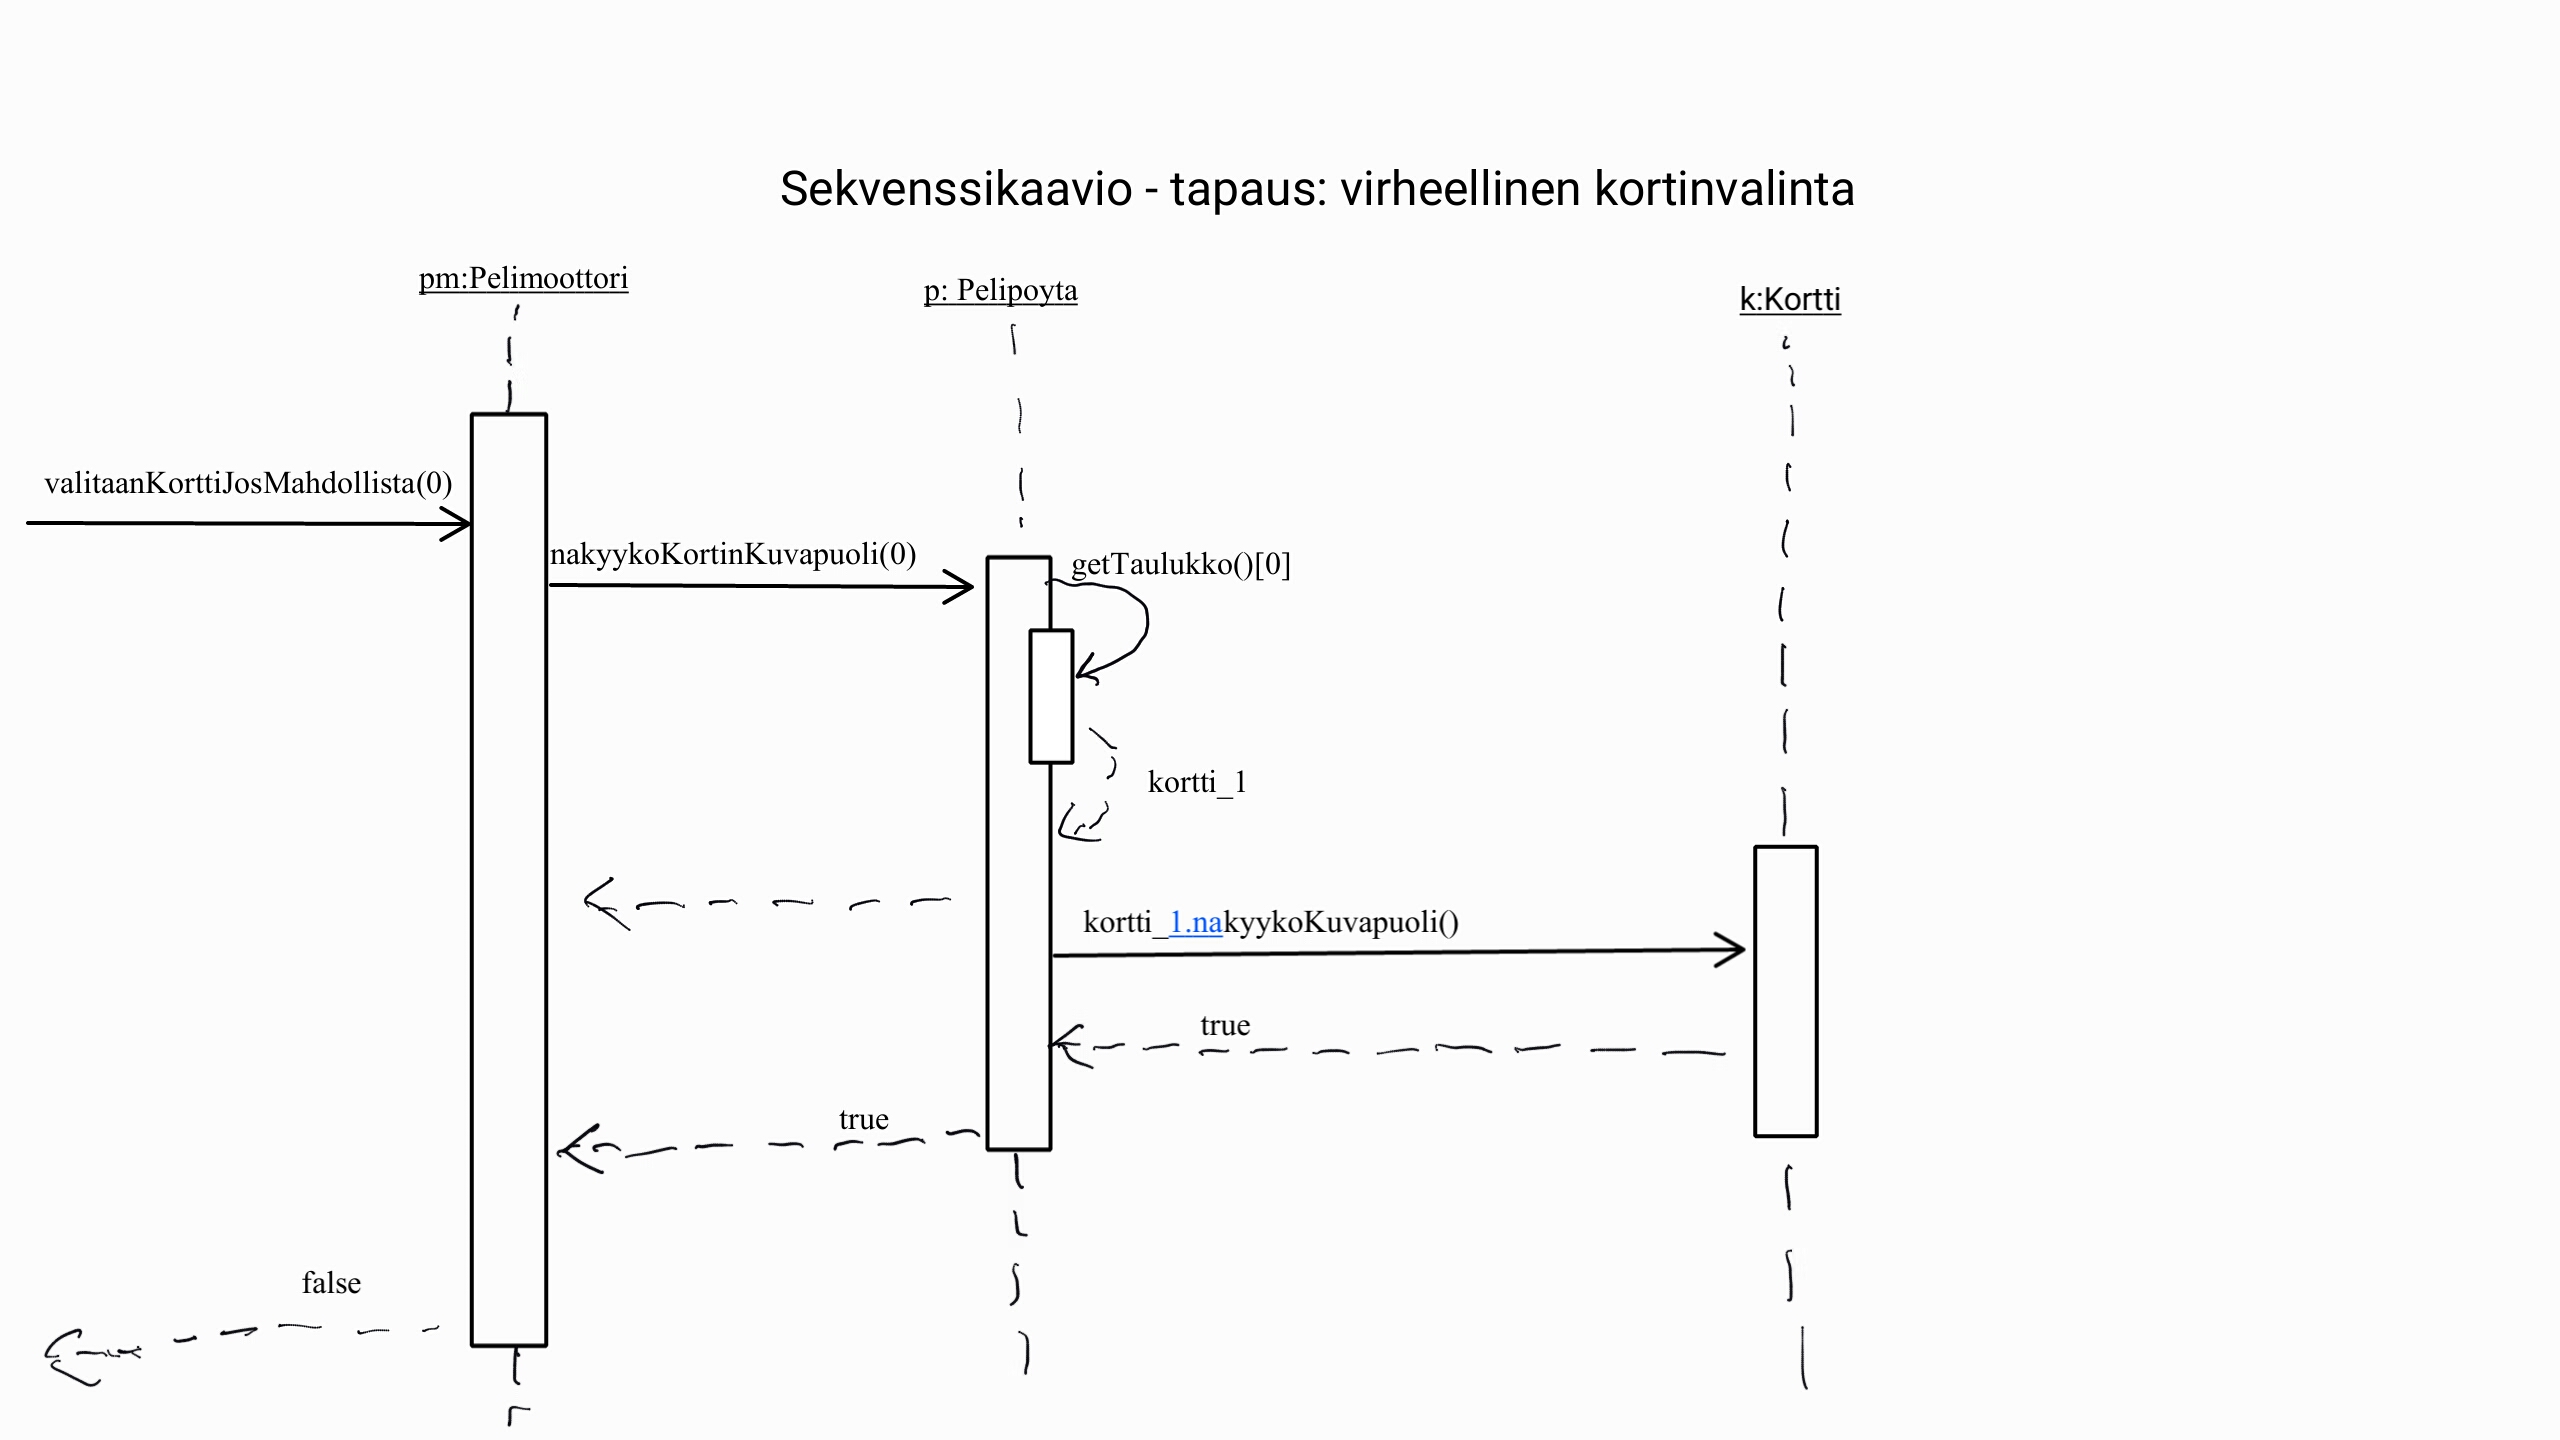 Sekvenssikaavio - tapaus: virheellinen kortinvalinta
pm:Pelimoottori
p: Pelipoyta
k:Kortti
valitaanKorttiJosMahdollista(0)
nakyykoKortinKuvapuoli(0)
getTaulukko()[0]
kortti_1
kortti_1.nakyykoKuvapuoli()
true
true
false